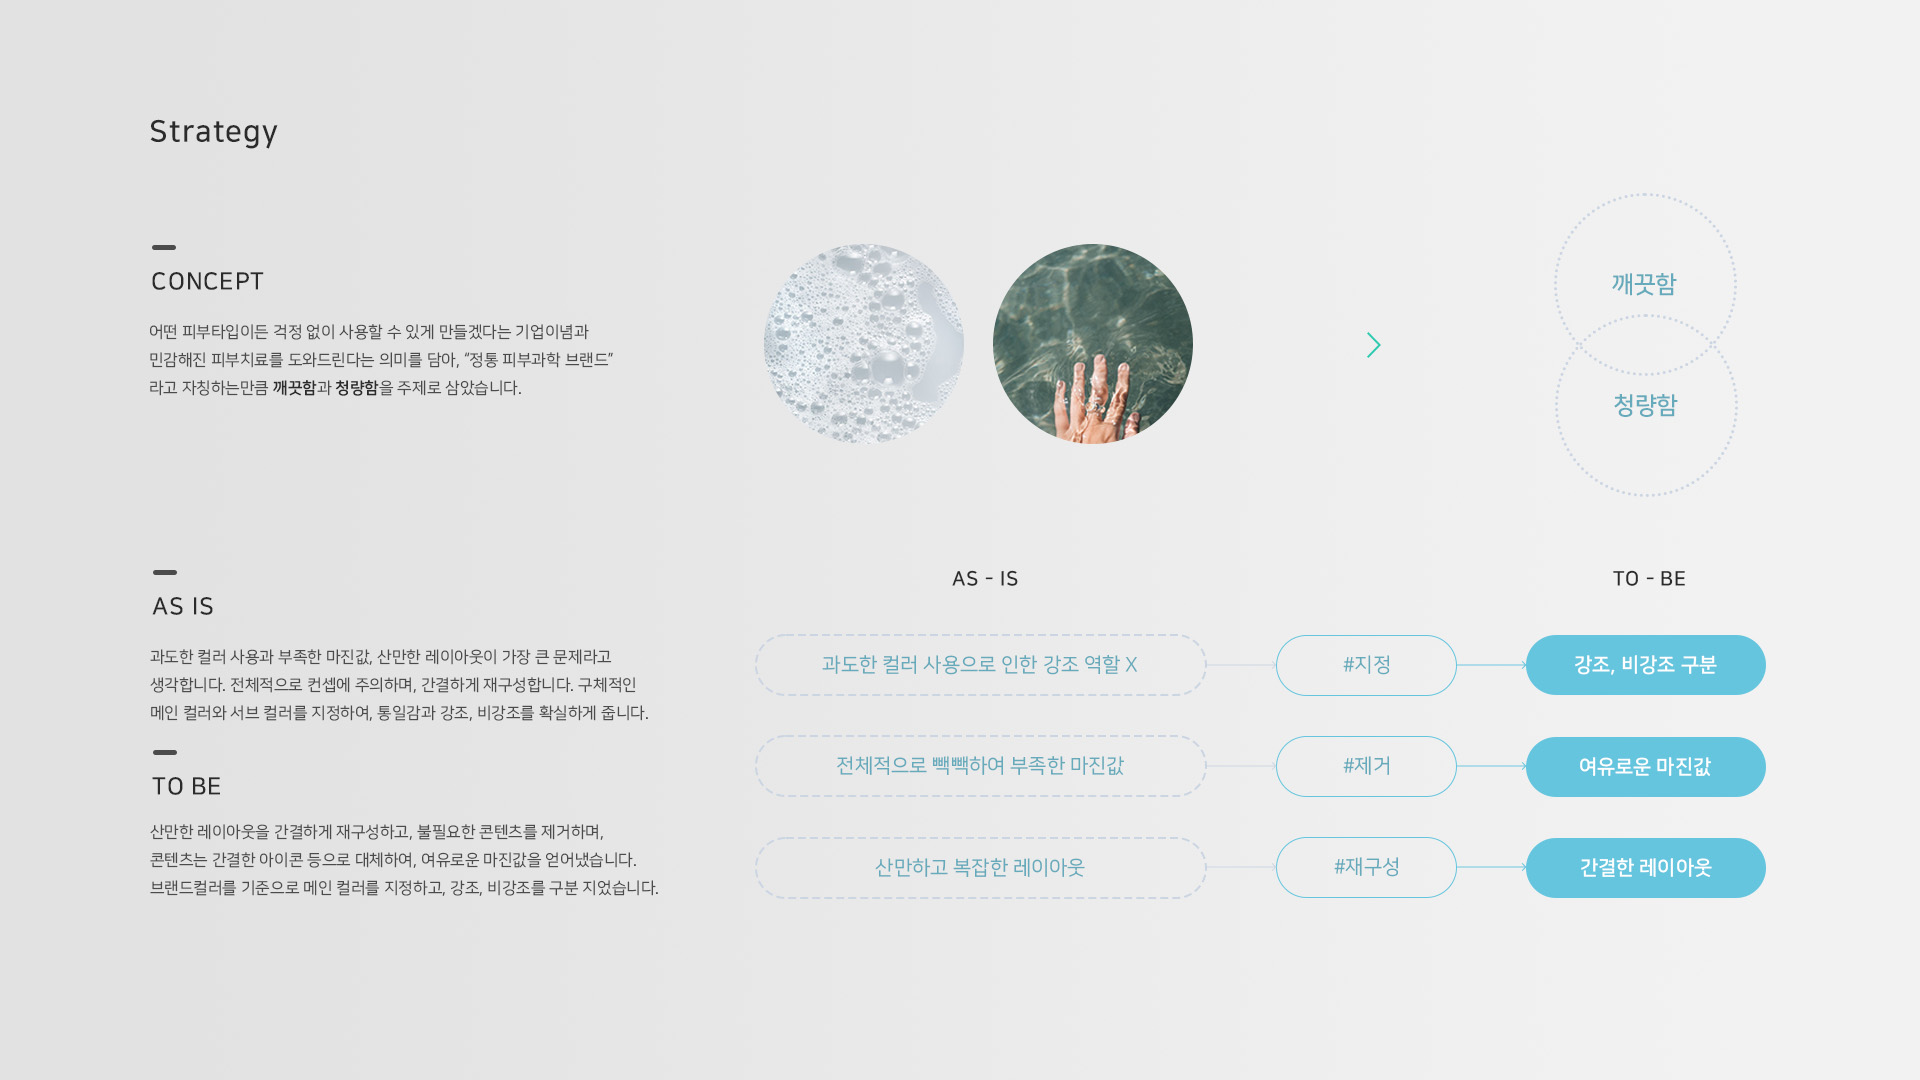 Strategy
CONCEPT
어떤 피부타입이든 걱정 없이 사용할 수 있게 만들겠다는 기업이념과
민감해진 피부치료를 도와드린다는 의미를 담아, “정통 피부과학 브랜드”
라고 자칭하는만큼 깨끗함과 청량함을 주제로 삼았습니다.
깨끗함
청량함
AS IS
과도한 컬러 사용과 부족한 마진값, 산만한 레이아웃이 가장 큰 문제라고
생각합니다. 전체적으로 컨셉에 주의하며, 간결하게 재구성합니다. 구체적인
메인 컬러와 서브 컬러를 지정하여, 통일감과 강조, 비강조를 확실하게 줍니다.
TO BE
산만한 레이아웃을 간결하게 재구성하고, 불필요한 콘텐츠를 제거하며,
콘텐츠는 간결한 아이콘 등으로 대체하여, 여유로운 마진값을 얻어냈습니다.
브랜드컬러를 기준으로 메인 컬러를 지정하고, 강조, 비강조를 구분 지었습니다.
AS - IS
TO - BE
과도한 컬러 사용으로 인한 강조 역할 X
#지정
강조, 비강조 구분
전체적으로 빽빽하여 부족한 마진값
#제거
여유로운 마진값
산만하고 복잡한 레이아웃
#재구성
간결한 레이아웃